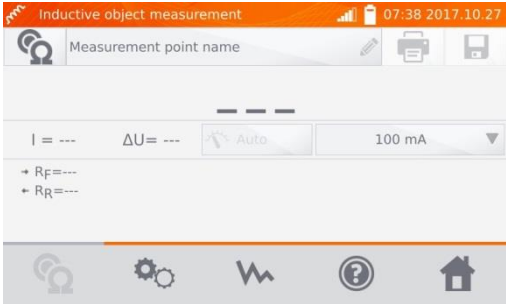 Inductive object measurement 07:38 2017.10.27
Measurement point name
---
I = --- ΔU= --- Auto 100 mA
→ RF=---
← RR=---